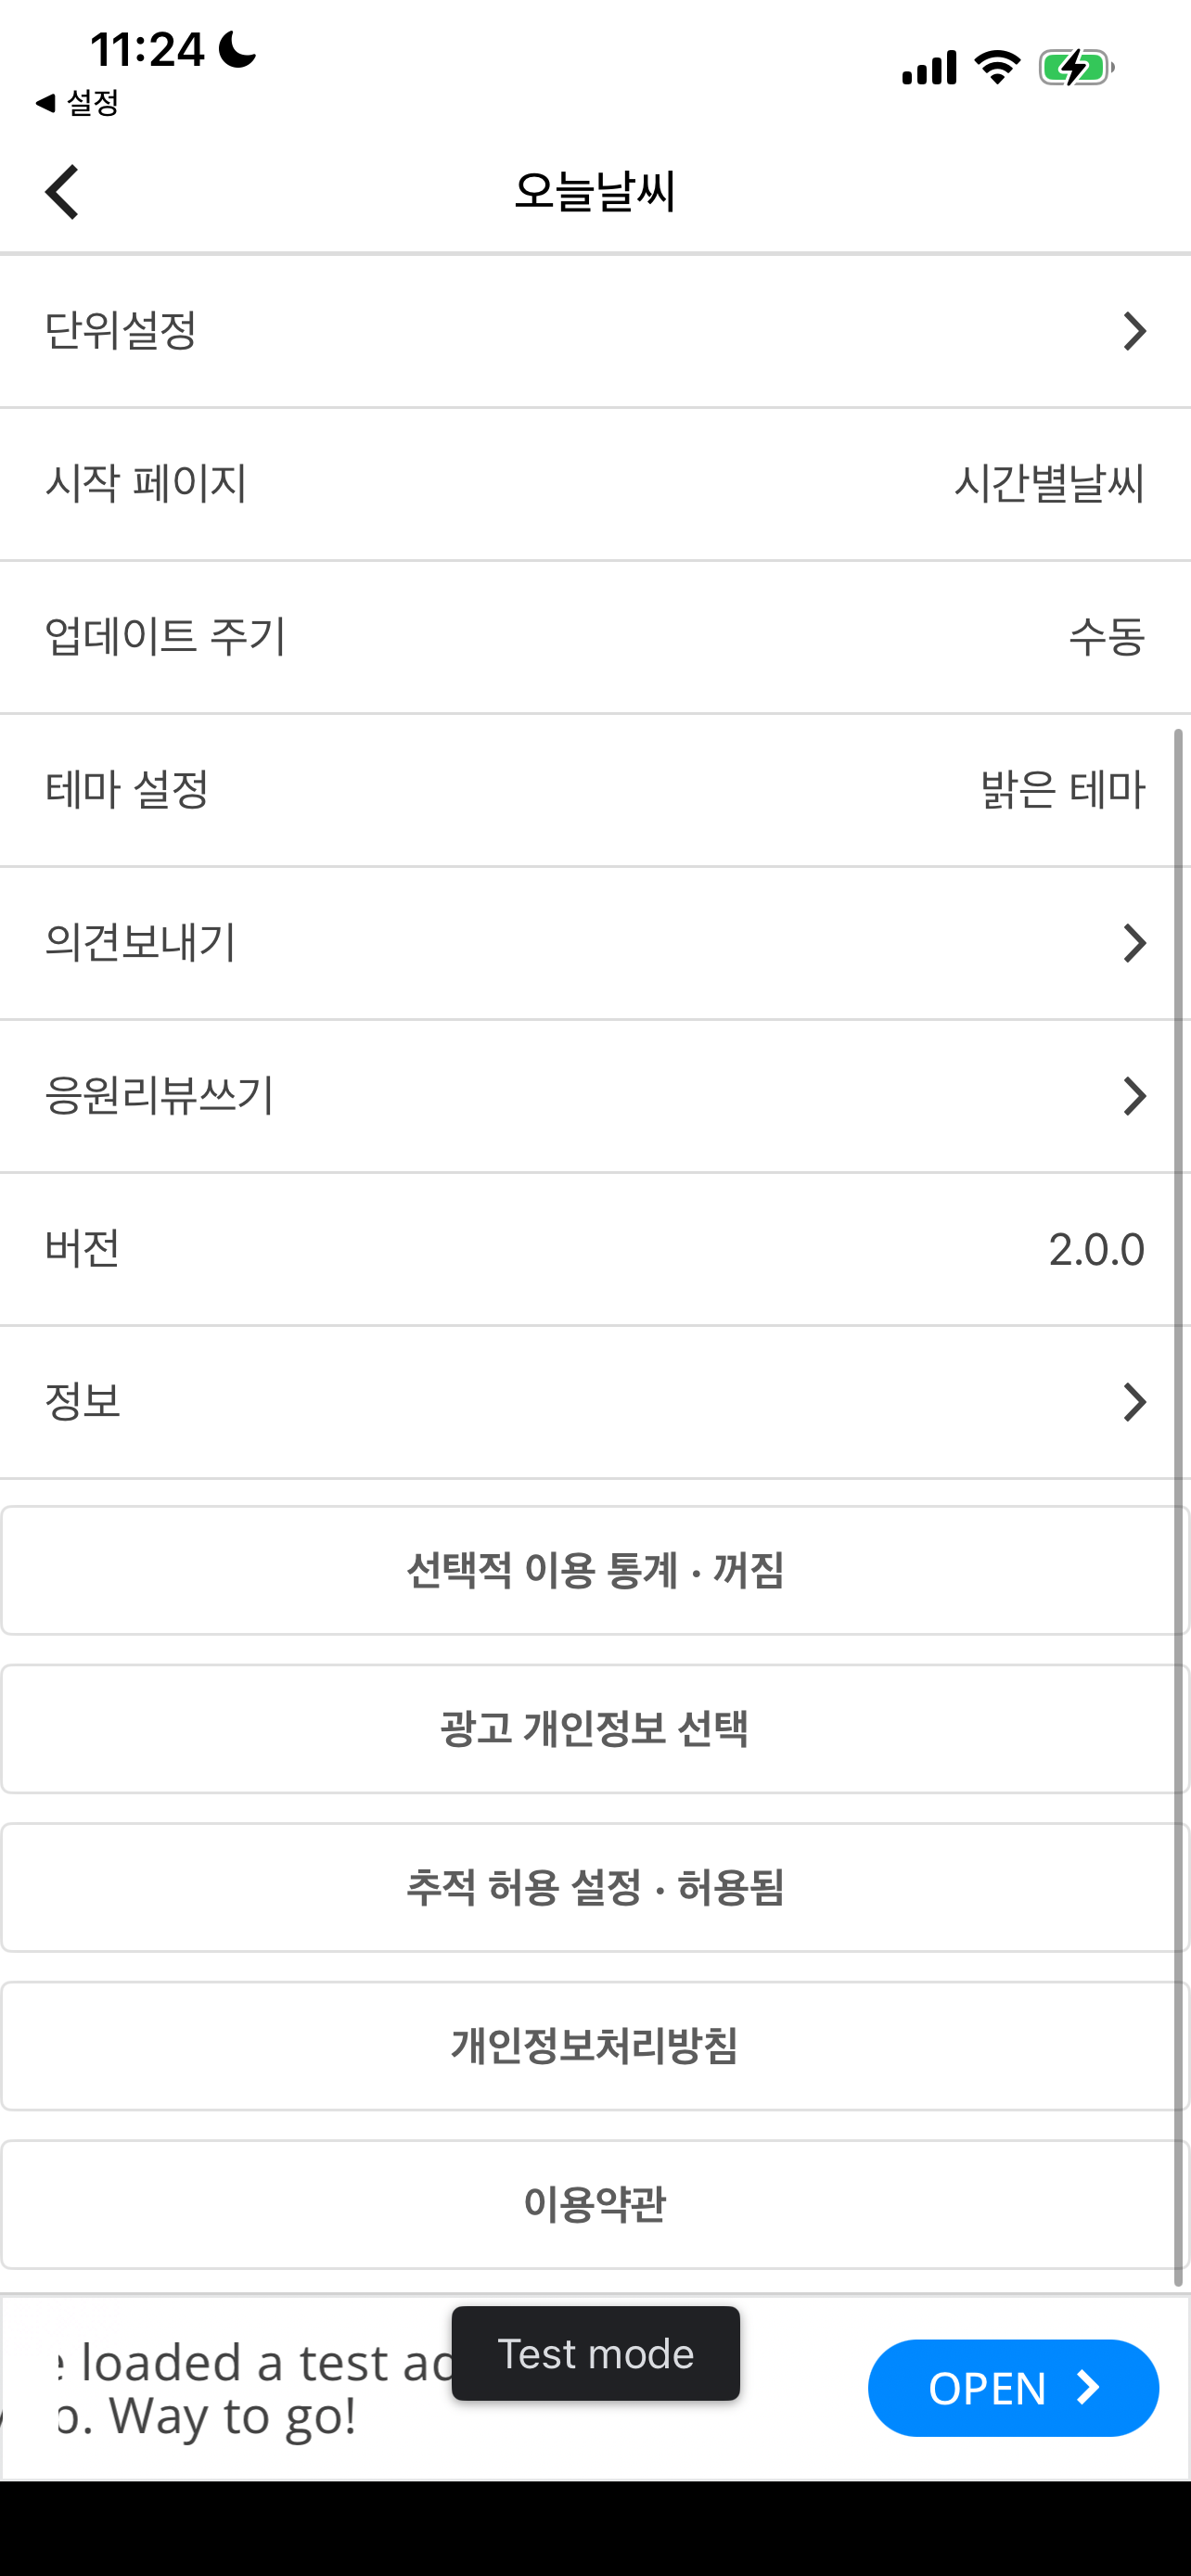 11:24
설정
오늘날씨
단위설정
시작 페이지 시간별날씨
업데이트 주기 수동
테마 설정 밝은 테마
의견보내기
응원리뷰쓰기
버전 2.0.0
정보
선택적 이용 통계 · 꺼짐
광고 개인정보 선택
추적 허용 설정 · 허용됨
개인정보처리방침
이용약관
Test mode
loaded a test
Way to go!
OPEN